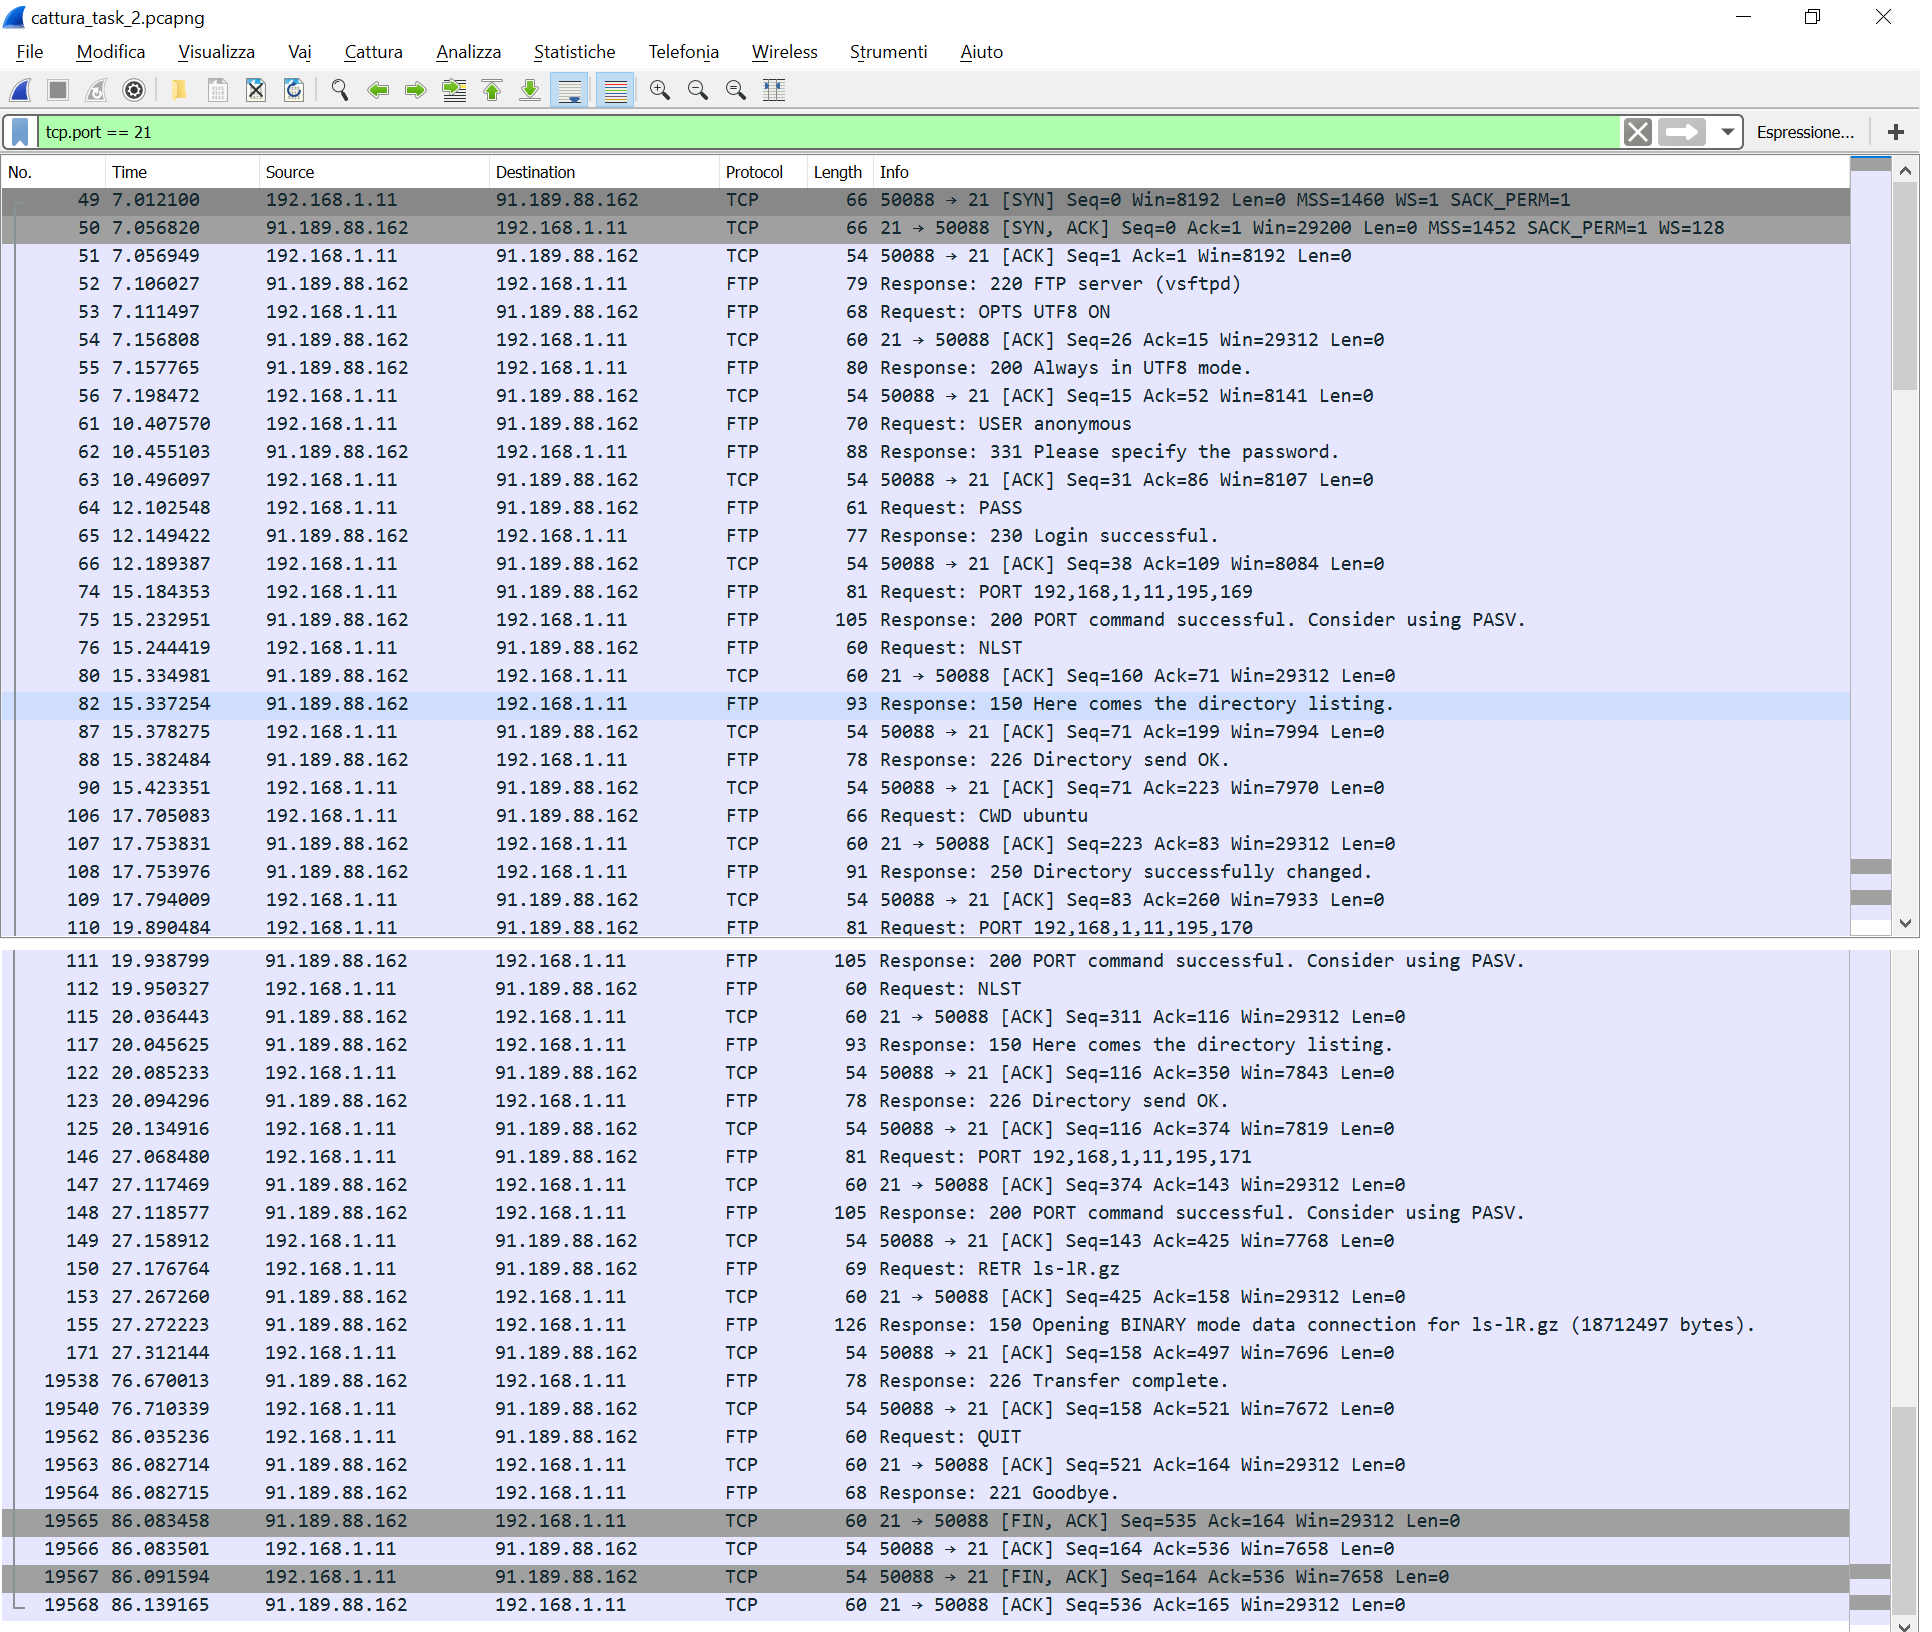 cattura_task_2.pcapng
File Modifica Visualizza Vai Cattura Analizza Statistiche Telefonia Wireless Strumenti Aiuto
tcp.port == 21 Espressione... +
No. Time Source Destination Protocol Length Info
49 7.012100 192.168.1.11 91.189.88.162 TCP 66 50088 → 21 [SYN] Seq=0 Win=8192 Len=0 MSS=1460 WS=1 SACK_PERM=1
50 7.056820 91.189.88.162 192.168.1.11 TCP 66 21 → 50088 [SYN, ACK] Seq=0 Ack=1 Win=29200 Len=0 MSS=1452 SACK_PERM=1 WS=128
51 7.056949 192.168.1.11 91.189.88.162 TCP 54 50088 → 21 [ACK] Seq=1 Ack=1 Win=8192 Len=0
52 7.106027 91.189.88.162 192.168.1.11 FTP 79 Response: 220 FTP server (vsftpd)
53 7.111497 192.168.1.11 91.189.88.162 FTP 68 Request: OPTS UTF8 ON
54 7.156808 91.189.88.162 192.168.1.11 TCP 60 21 → 50088 [ACK] Seq=26 Ack=15 Win=29312 Len=0
55 7.157765 91.189.88.162 192.168.1.11 FTP 80 Response: 200 Always in UTF8 mode.
56 7.198472 192.168.1.11 91.189.88.162 TCP 54 50088 → 21 [ACK] Seq=15 Ack=52 Win=8141 Len=0
61 10.407570 192.168.1.11 91.189.88.162 FTP 70 Request: USER anonymous
62 10.455103 91.189.88.162 192.168.1.11 FTP 88 Response: 331 Please specify the password.
63 10.496097 192.168.1.11 91.189.88.162 TCP 54 50088 → 21 [ACK] Seq=31 Ack=86 Win=8107 Len=0
64 12.102548 192.168.1.11 91.189.88.162 FTP 61 Request: PASS
65 12.149422 91.189.88.162 192.168.1.11 FTP 77 Response: 230 Login successful.
66 12.189387 192.168.1.11 91.189.88.162 TCP 54 50088 → 21 [ACK] Seq=38 Ack=109 Win=8084 Len=0
74 15.184353 192.168.1.11 91.189.88.162 FTP 81 Request: PORT 192,168,1,11,195,169
75 15.232951 91.189.88.162 192.168.1.11 FTP 105 Response: 200 PORT command successful. Consider using PASV.
76 15.244419 192.168.1.11 91.189.88.162 FTP 60 Request: NLST
80 15.334981 91.189.88.162 192.168.1.11 TCP 60 21 → 50088 [ACK] Seq=160 Ack=71 Win=29312 Len=0
82 15.337254 91.189.88.162 192.168.1.11 FTP 93 Response: 150 Here comes the directory listing.
87 15.378275 192.168.1.11 91.189.88.162 TCP 54 50088 → 21 [ACK] Seq=71 Ack=199 Win=7994 Len=0
88 15.382484 91.189.88.162 192.168.1.11 FTP 78 Response: 226 Directory send OK.
90 15.423351 192.168.1.11 91.189.88.162 TCP 54 50088 → 21 [ACK] Seq=71 Ack=223 Win=7970 Len=0
106 17.705083 192.168.1.11 91.189.88.162 FTP 66 Request: CWD ubuntu
107 17.753831 91.189.88.162 192.168.1.11 TCP 60 21 → 50088 [ACK] Seq=223 Ack=83 Win=29312 Len=0
108 17.753976 91.189.88.162 192.168.1.11 FTP 91 Response: 250 Directory successfully changed.
109 17.794009 192.168.1.11 91.189.88.162 TCP 54 50088 → 21 [ACK] Seq=83 Ack=260 Win=7933 Len=0
110 19.890484 192.168.1.11 91.189.88.162 FTP 81 Request: PORT 192,168,1,11,195,170
111 19.938799 91.189.88.162 192.168.1.11 FTP 105 Response: 200 PORT command successful. Consider using PASV.
112 19.950327 192.168.1.11 91.189.88.162 FTP 60 Request: NLST
115 20.036443 91.189.88.162 192.168.1.11 TCP 60 21 → 50088 [ACK] Seq=311 Ack=116 Win=29312 Len=0
117 20.045625 91.189.88.162 192.168.1.11 FTP 93 Response: 150 Here comes the directory listing.
122 20.085233 192.168.1.11 91.189.88.162 TCP 54 50088 → 21 [ACK] Seq=116 Ack=350 Win=7843 Len=0
123 20.094296 91.189.88.162 192.168.1.11 FTP 78 Response: 226 Directory send OK.
125 20.134916 192.168.1.11 91.189.88.162 TCP 54 50088 → 21 [ACK] Seq=116 Ack=374 Win=7819 Len=0
146 27.068480 192.168.1.11 91.189.88.162 FTP 81 Request: PORT 192,168,1,11,195,171
147 27.117469 91.189.88.162 192.168.1.11 TCP 60 21 → 50088 [ACK] Seq=374 Ack=143 Win=29312 Len=0
148 27.118577 91.189.88.162 192.168.1.11 FTP 105 Response: 200 PORT command successful. Consider using PASV.
149 27.158912 192.168.1.11 91.189.88.162 TCP 54 50088 → 21 [ACK] Seq=143 Ack=425 Win=7768 Len=0
150 27.176764 192.168.1.11 91.189.88.162 FTP 69 Request: RETR ls-lR.gz
153 27.267260 91.189.88.162 192.168.1.11 TCP 60 21 → 50088 [ACK] Seq=425 Ack=158 Win=29312 Len=0
155 27.272223 91.189.88.162 192.168.1.11 FTP 126 Response: 150 Opening BINARY mode data connection for ls-lR.gz (18712497 bytes).
171 27.312144 192.168.1.11 91.189.88.162 TCP 54 50088 → 21 [ACK] Seq=158 Ack=497 Win=7696 Len=0
19538 76.670013 91.189.88.162 192.168.1.11 FTP 78 Response: 226 Transfer complete.
19540 76.710339 192.168.1.11 91.189.88.162 TCP 54 50088 → 21 [ACK] Seq=158 Ack=521 Win=7672 Len=0
19562 86.035236 192.168.1.11 91.189.88.162 FTP 60 Request: QUIT
19563 86.082714 91.189.88.162 192.168.1.11 TCP 60 21 → 50088 [ACK] Seq=521 Ack=164 Win=29312 Len=0
19564 86.082715 91.189.88.162 192.168.1.11 FTP 68 Response: 221 Goodbye.
19565 86.083458 91.189.88.162 192.168.1.11 TCP 60 21 → 50088 [FIN, ACK] Seq=535 Ack=164 Win=29312 Len=0
19566 86.083501 192.168.1.11 91.189.88.162 TCP 54 50088 → 21 [ACK] Seq=164 Ack=536 Win=7658 Len=0
19567 86.091594 192.168.1.11 91.189.88.162 TCP 54 50088 → 21 [FIN, ACK] Seq=164 Ack=536 Win=7658 Len=0
19568 86.139165 91.189.88.162 192.168.1.11 TCP 60 21 → 50088 [ACK] Seq=536 Ack=165 Win=29312 Len=0